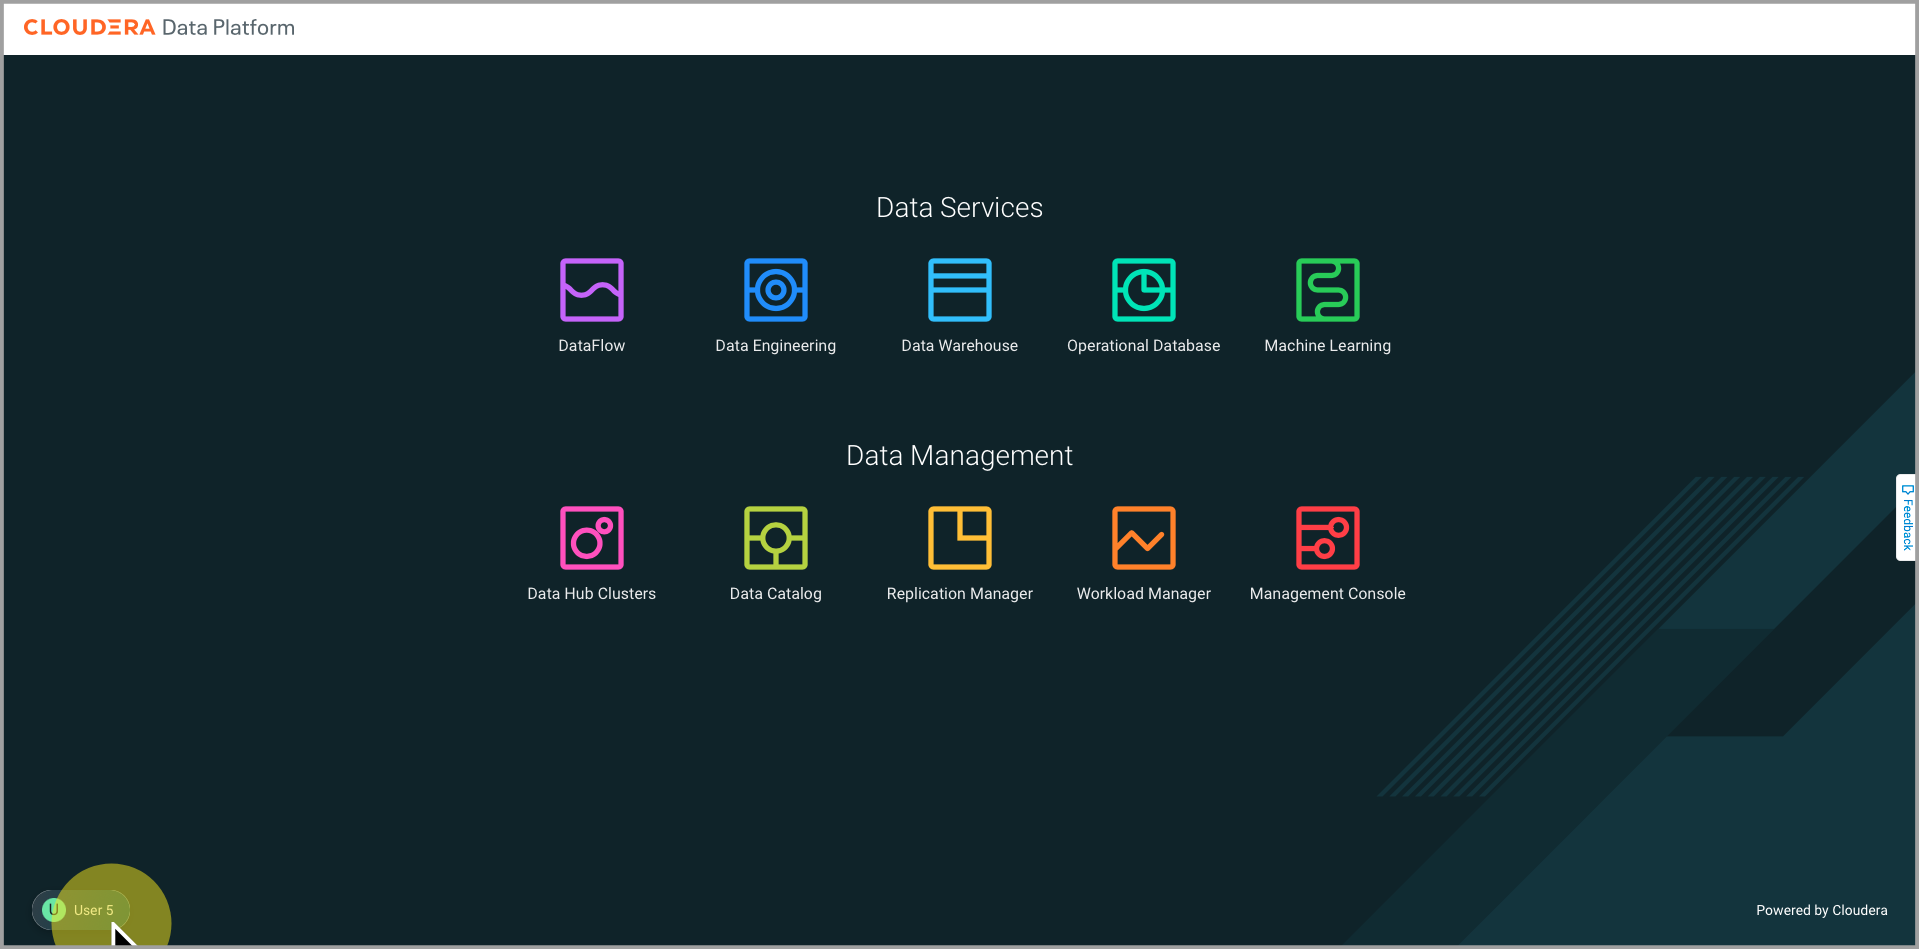 CLOUDERA Data Platform
Data Services
DataFlow
Data Engineering
Data Warehouse
Operational Database
Machine Learning
Data Management
Data Hub Clusters
Data Catalog
Replication Manager
Workload Manager
Management Console
Feedback
U User 5
Powered by Cloudera